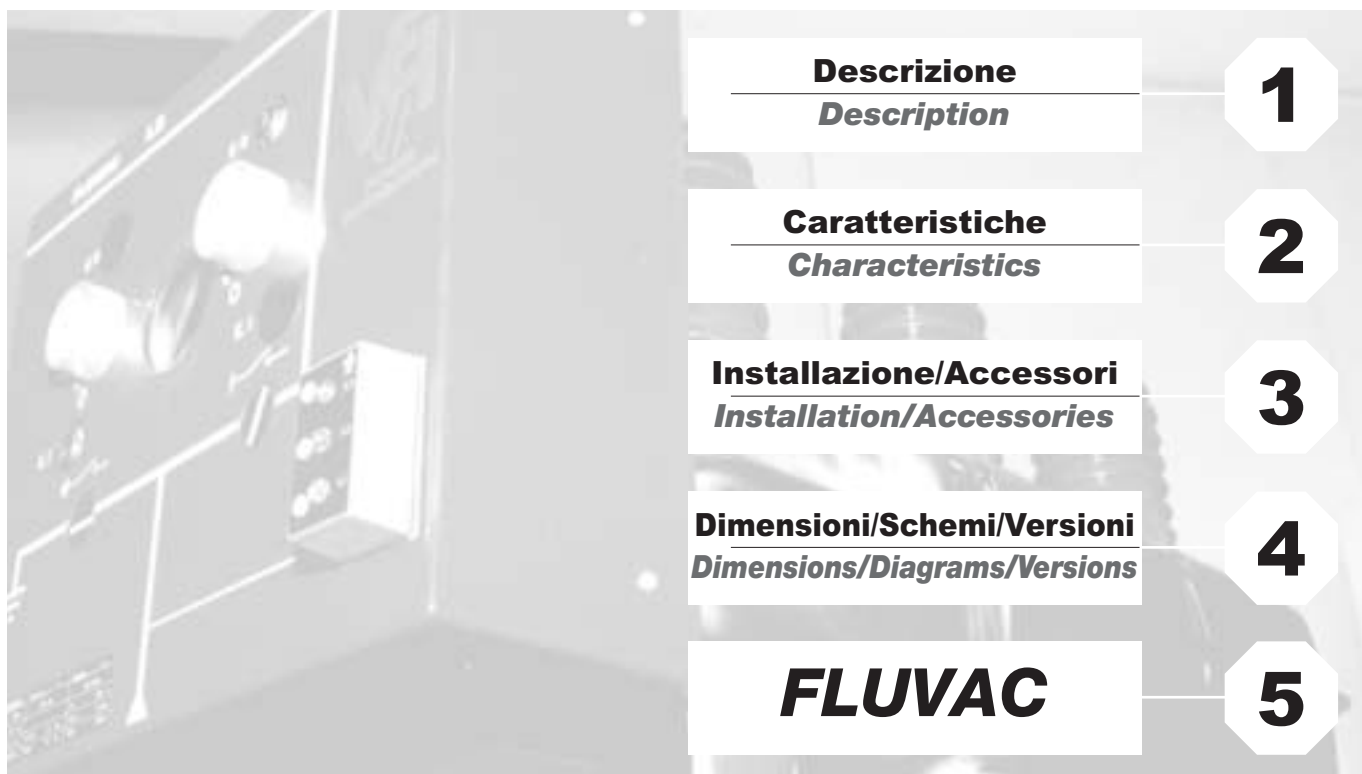 Descrizione
Description
1
Caratteristiche
Characteristics
2
Installazione/Accessori
Installation/Accessories
3
Dimensioni/Schemi/Versioni
Dimensions/Diagrams/Versions
4
FLUVAC
5